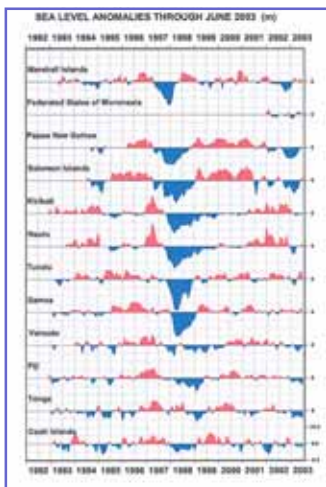 SEA LEVEL ANOMALIES THROUGH JUNE 2003 (m)
1992 1993 1994 1995 1996 1997 1998 1999 2000 2001 2002 2003
Marshall Islands
Federated States of Micronesia
Papua New Guinea
Solomon Islands
Kiribati
Nauru
Tuvalu
Samoa
Vanuatu
Fiji
Tonga
Cook Islands
1992 1993 1994 1995 1996 1997 1998 1999 2000 2001 2002 2003